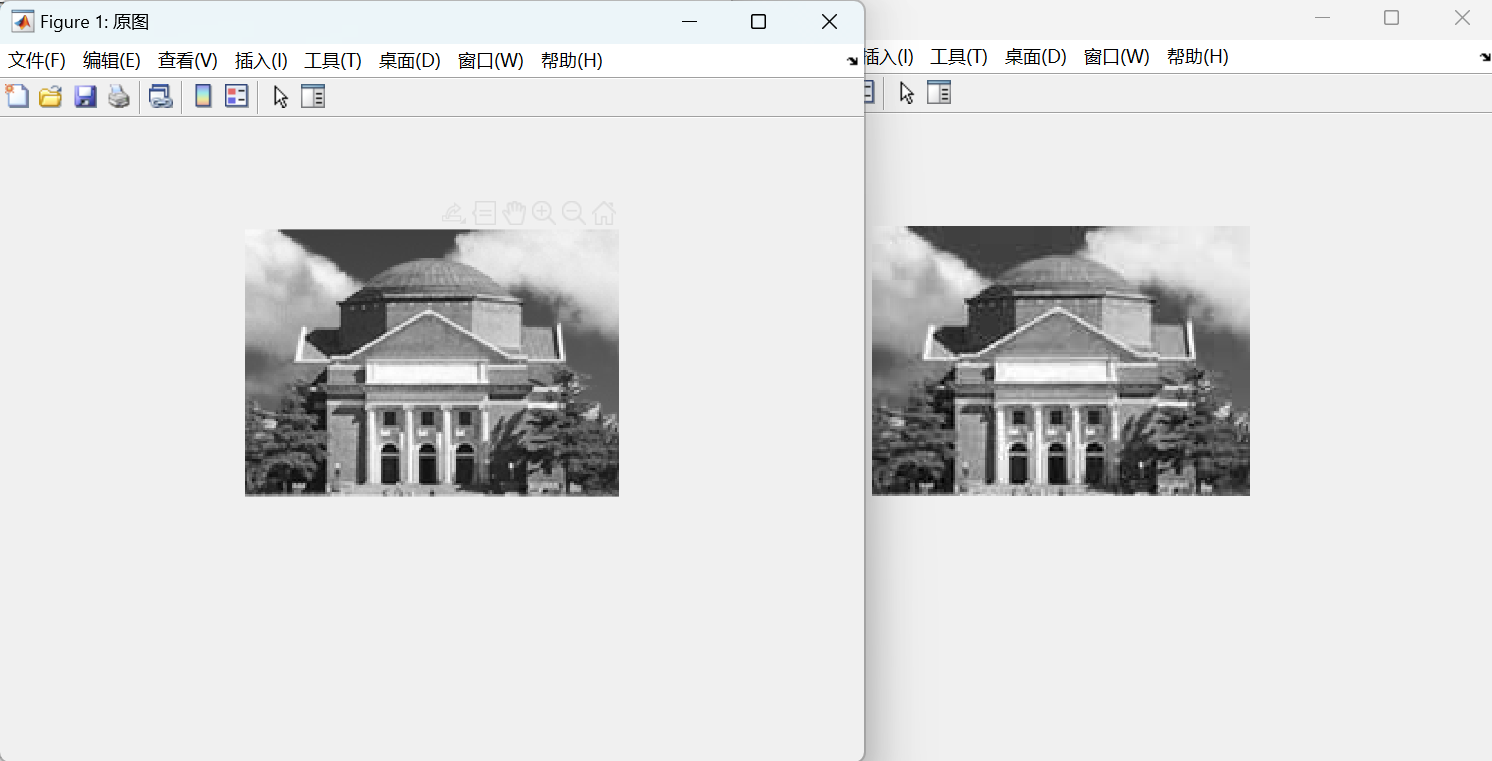 Figure 1: 原图
文件(F) 编辑(E) 查看(V) 插入(I) 工具(T) 桌面(D) 窗口(W) 帮助(H)
插入(I) 工具(T) 桌面(D) 窗口(W) 帮助(H)